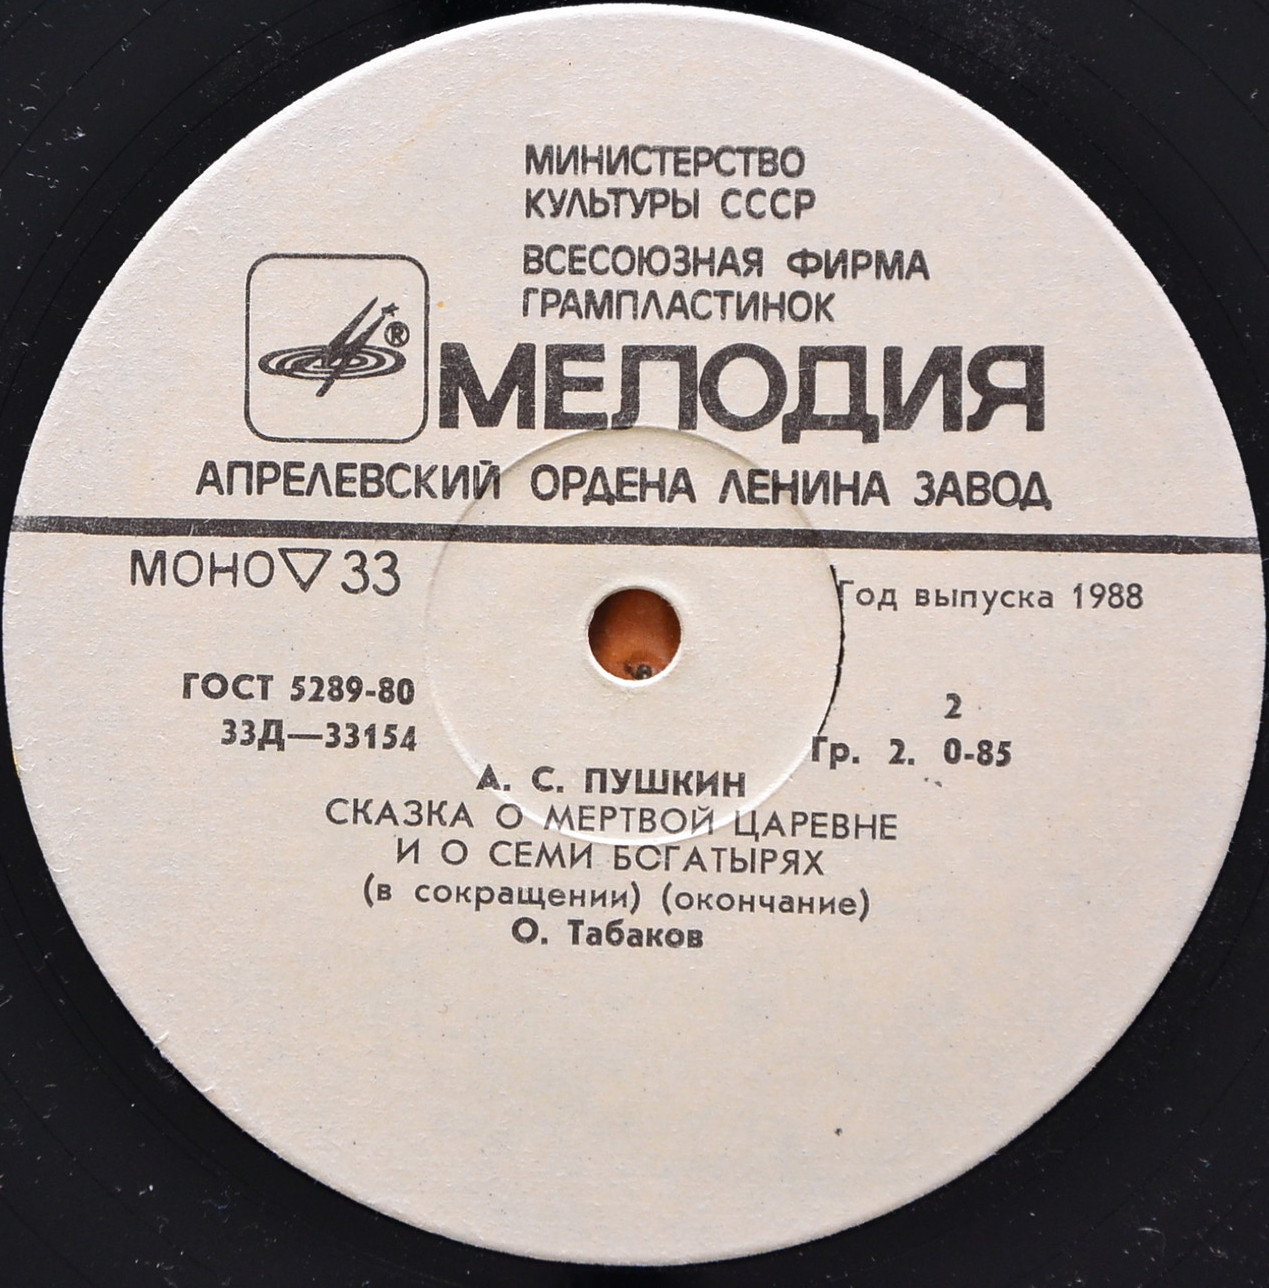 МИНИСТЕРСТВО
КУЛЬТУРЫ СССР
ВСЕСОЮЗНАЯ ФИРМА
ГРАМПЛАСТИНОК
®
МЕЛОДИЯ
АПРЕЛЕВСКИЙ ОРДЕНА ЛЕНИНА ЗАВОД
МОНО ▽ 33
Год выпуска 1988
ГОСТ 5289-80
33Д—33154
2
Гр. 2. 0-85
А. С. ПУШКИН
СКАЗКА О МЕРТВОЙ ЦАРЕВНЕ
И О СЕМИ БОГАТЫРЯХ
(в сокращении) (окончание)
О. Табаков